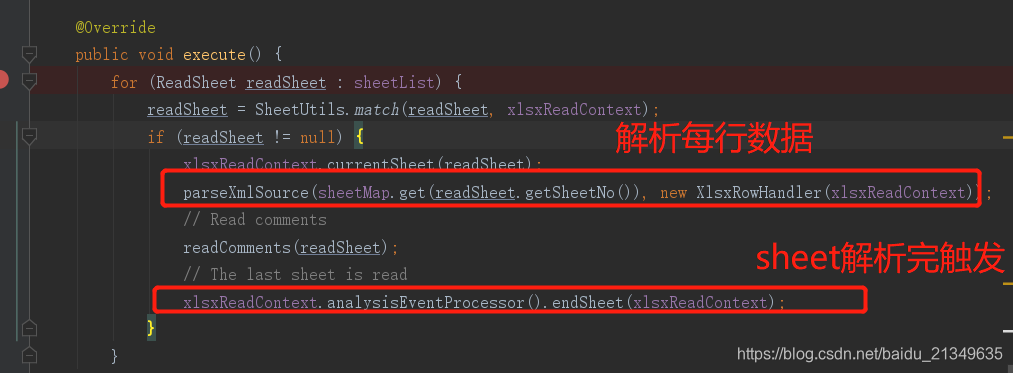 @Override
public void execute() {
for (ReadSheet readSheet : sheetList) {
readSheet = SheetUtils.match(readSheet, xlsxReadContext);
if (readSheet != null) {
解析每行数据
xlsxReadContext.currentSheet(readSheet);
parseXmlSource(sheetMap.get(readSheet.getSheetNo()), new XlsxRowHandler(xlsxReadContext));
// Read comments
readComments(readSheet);
sheet解析完触发
// The last sheet is read
xlsxReadContext.analysisEventProcessor().endSheet(xlsxReadContext);
}
}
https://blog.csdn.net/baidu_21349635